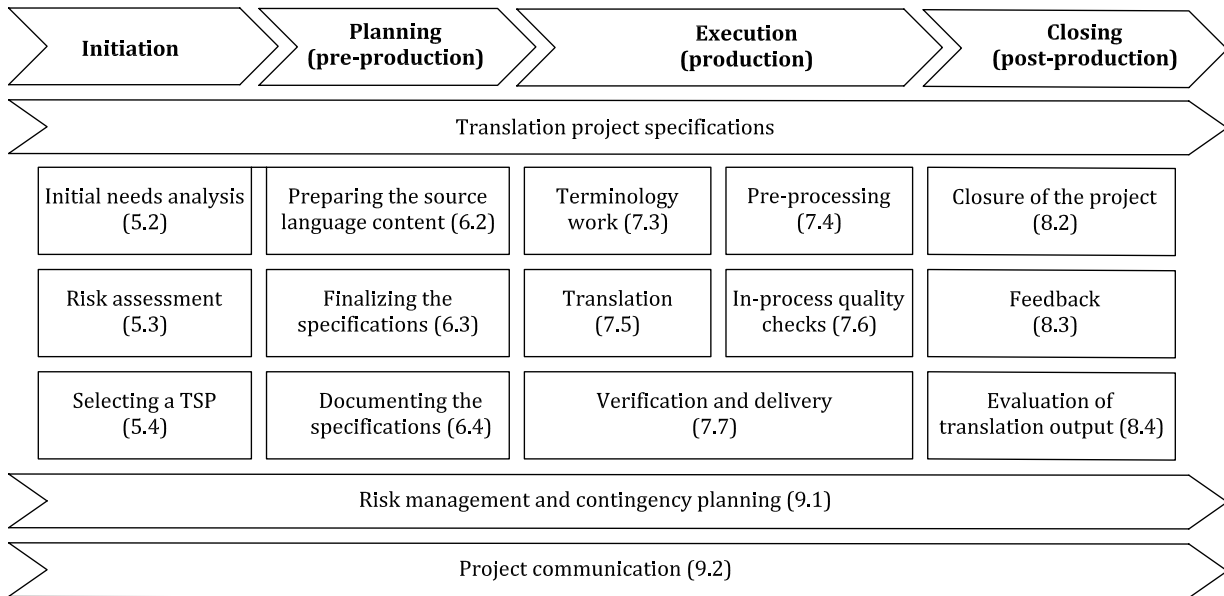 Initiation
Planning
(pre-production)
Execution
(production)
Closing
(post-production)
Translation project specifications
Initial needs analysis
(5.2)
Preparing the source
language content (6.2)
Terminology
work (7.3)
Pre-processing
(7.4)
Closure of the project
(8.2)
Risk assessment
(5.3)
Finalizing the
specifications (6.3)
Translation
(7.5)
In-process quality
checks (7.6)
Feedback
(8.3)
Selecting a TSP
(5.4)
Documenting the
specifications (6.4)
Verification and delivery
(7.7)
Evaluation of
translation output (8.4)
Risk management and contingency planning (9.1)
Project communication (9.2)